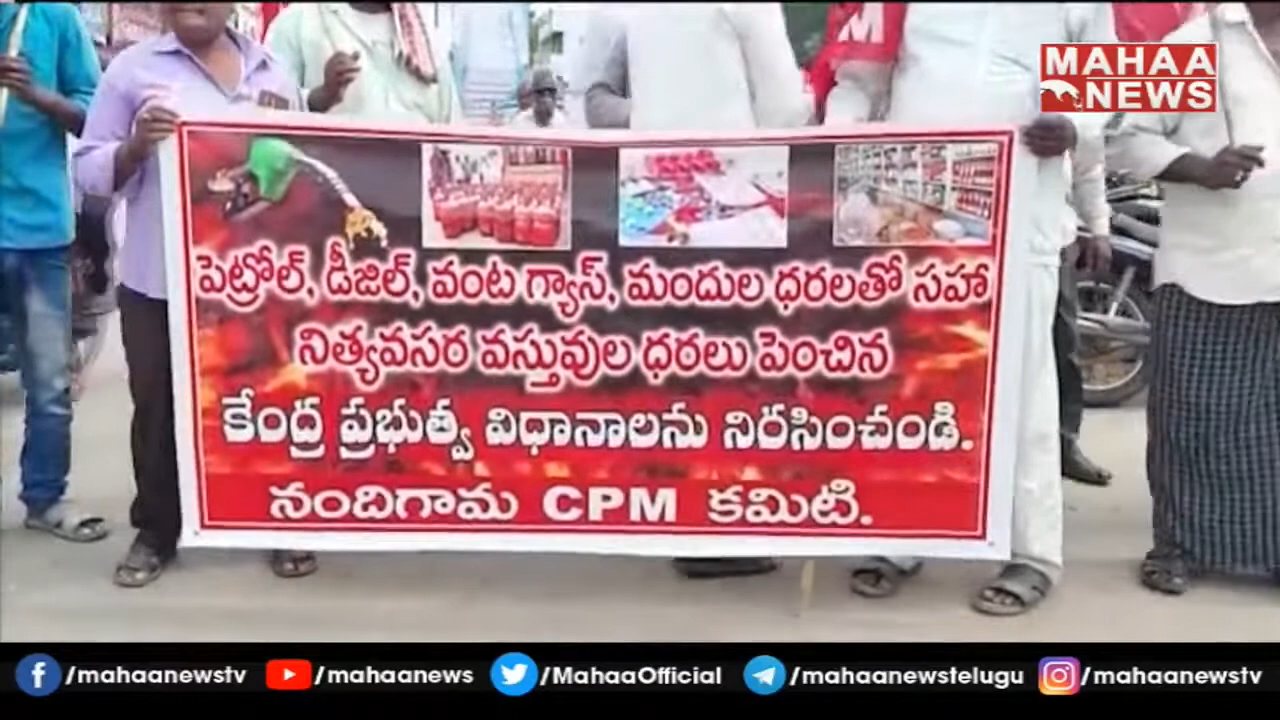 MAHAA
NEWS
పెట్రోల్, డీజిల్, వంట గ్యాస్, మందుల ధరలతో సహా
నిత్యవసర వస్తువుల ధరలు పెంచిన
కేంద్ర ప్రభుత్వ విధానాలను నిరసించండి.
నందిగామ CPM కమిటి.
/mahaanewstv /mahaanews /MahaaOfficial /mahaanewstelugu /mahaanewstv